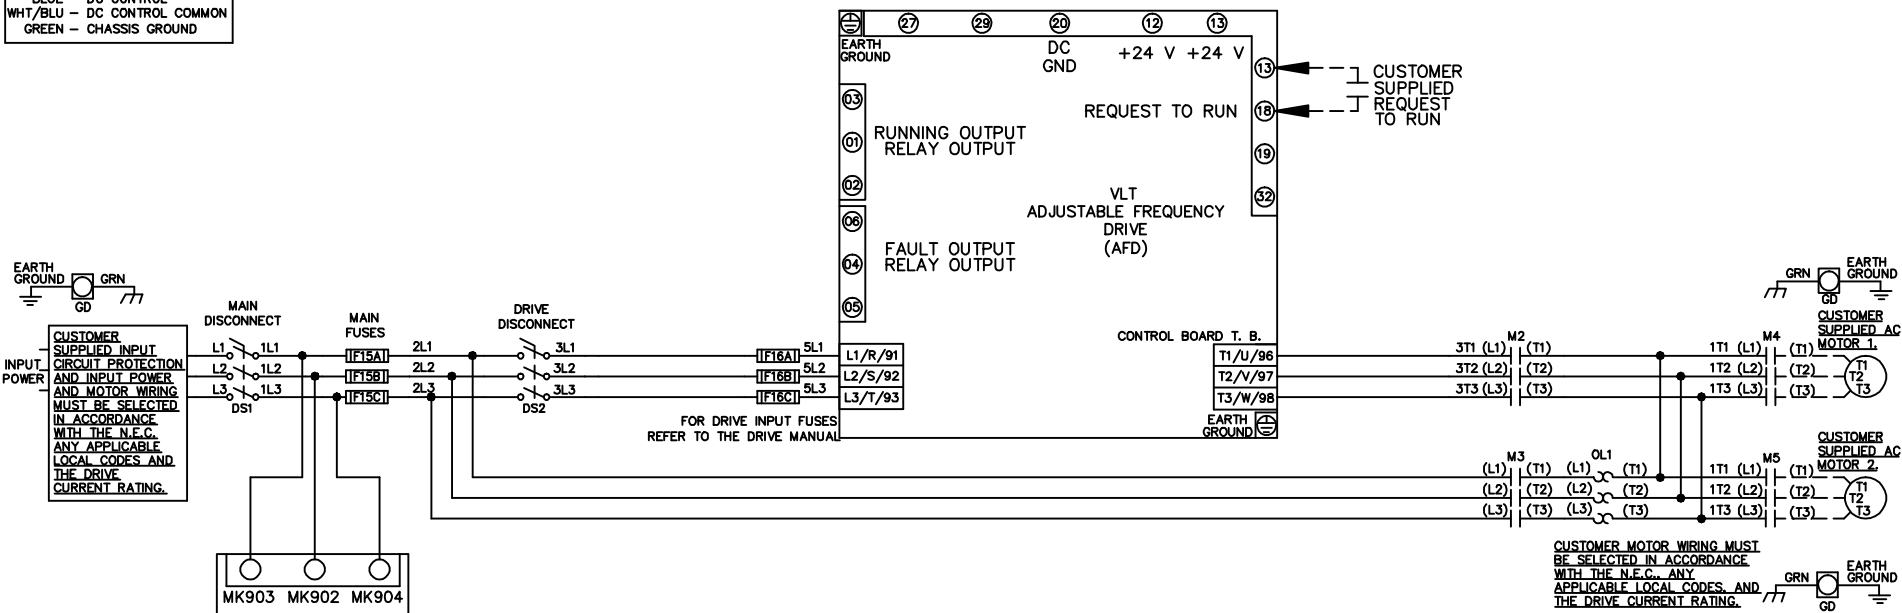 WHT/BLU – DC CONTROL COMMON
GREEN – CHASSIS GROUND
27
29
20
12
13
EARTH
GROUND
DC
GND
+24 V +24 V
13
18
19
32
REQUEST TO RUN
CUSTOMER
SUPPLIED
REQUEST
TO RUN
03
01
02
RUNNING OUTPUT
RELAY OUTPUT
06
04
05
FAULT OUTPUT
RELAY OUTPUT
VLT
ADJUSTABLE FREQUENCY
DRIVE
(AFD)
EARTH
GROUND
GRN
GD
INPUT
POWER
CUSTOMER
SUPPLIED INPUT
CIRCUIT PROTECTION
AND INPUT POWER
AND MOTOR WIRING
MUST BE SELECTED
IN ACCORDANCE
WITH THE N.E.C.
ANY APPLICABLE
LOCAL CODES AND
THE DRIVE
CURRENT RATING.
MAIN
DISCONNECT
L1 1L1
L2 1L2
L3 1L3
DS1
MAIN
FUSES
F15A 2L1
F15B 2L2
F15C 2L3
DRIVE
DISCONNECT
3L1
3L2
3L3
DS2
F16A 5L1
F16B 5L2
F16C 5L3
L1/R/91
L2/S/92
L3/T/93
FOR DRIVE INPUT FUSES
REFER TO THE DRIVE MANUAL
CONTROL BOARD T. B.
T1/U/96
T2/V/97
T3/W/98
EARTH
GROUND
M2
3T1 (L1) (T1)
3T2 (L2) (T2)
3T3 (L3) (T3)
M4
1T1 (L1) (T1)
1T2 (L2) (T2)
1T3 (L3) (T3)
GRN
EARTH
GROUND
GD
CUSTOMER
SUPPLIED AC
MOTOR 1.
T1
T2
T3
M3
(L1) (T1)
(L2) (T2)
(L3) (T3)
OL1
(L1) (T1)
(L2) (T2)
(L3) (T3)
M5
1T1 (L1) (T1)
1T2 (L2) (T2)
1T3 (L3) (T3)
CUSTOMER
SUPPLIED AC
MOTOR 2.
T1
T2
T3
MK903 MK902 MK904
CUSTOMER MOTOR WIRING MUST
BE SELECTED IN ACCORDANCE
WITH THE N.E.C.. ANY
APPLICABLE LOCAL CODES. AND
THE DRIVE CURRENT RATING.
GRN
EARTH
GROUND
GD